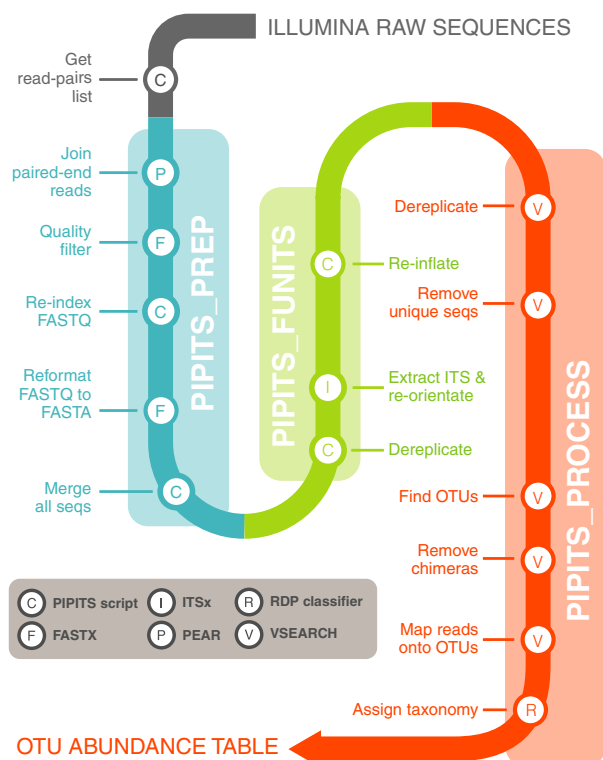 ILLUMINA RAW SEQUENCES
Get
read-pairs
list
C
Join
paired-end
reads
P
Quality
filter
F
Re-index
FASTQ
C
Reformat
FASTQ to
FASTA
F
Merge
all seqs
C
PIPITS_PREP
PIPITS_FUNITS
C
Re-inflate
I
Extract ITS &
re-orientate
C
Dereplicate
Dereplicate
V
Remove
unique seqs
V
Find OTUs
V
Remove
chimeras
V
Map reads
onto OTUs
V
Assign taxonomy
R
PIPITS_PROCESS
C PIPITS script
I ITSx
R RDP classifier
F FASTX
P PEAR
V VSEARCH
OTU ABUNDANCE TABLE